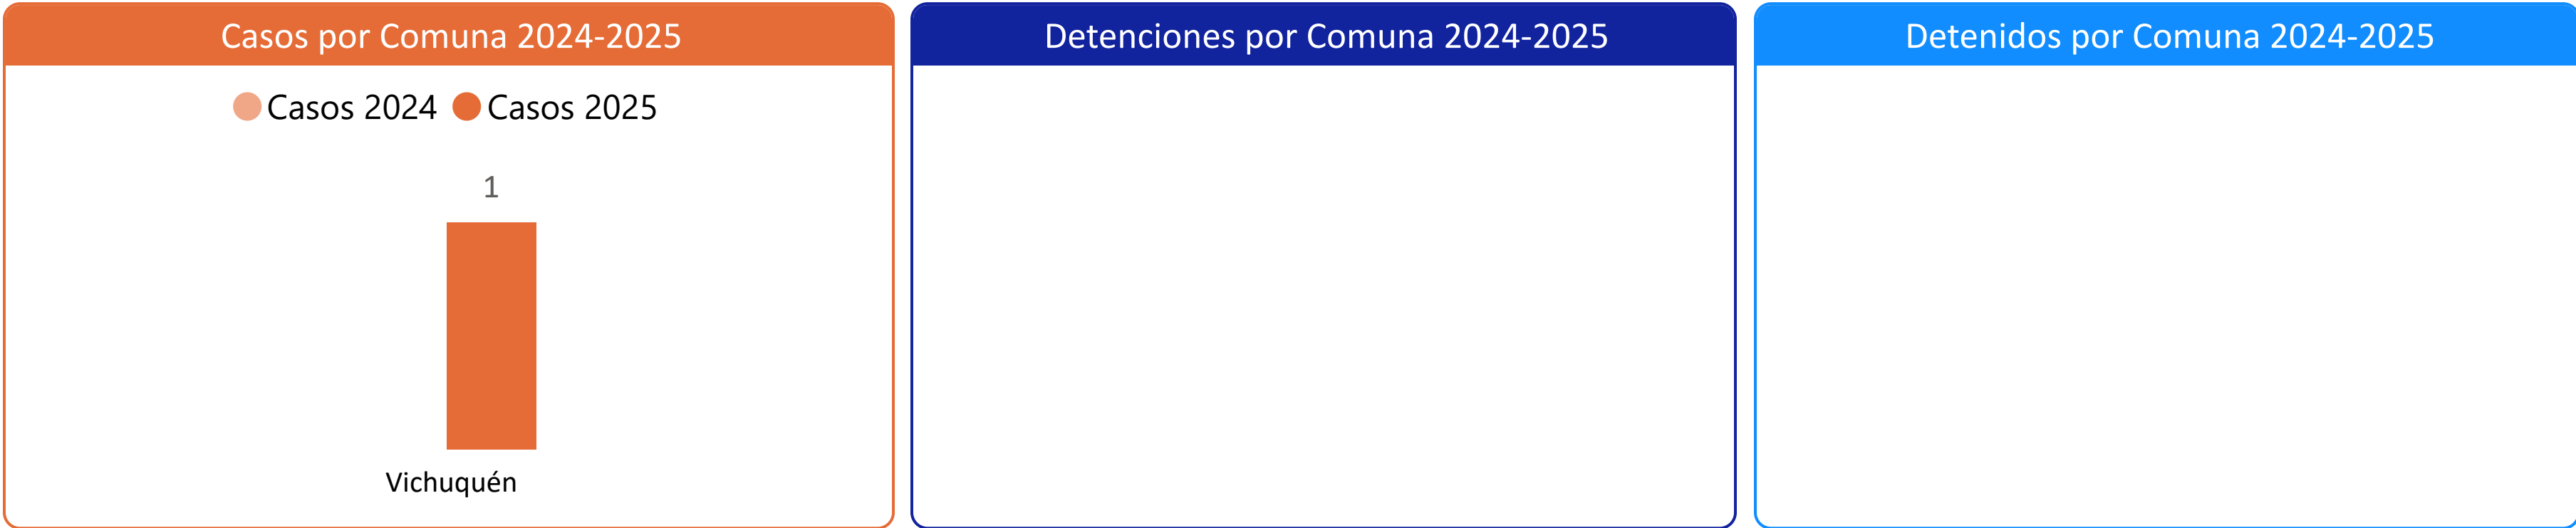 Casos por Comuna 2024-2025
Casos 2024 Casos 2025
1
Vichuquén
Detenciones por Comuna 2024-2025
Detenidos por Comuna 2024-2025